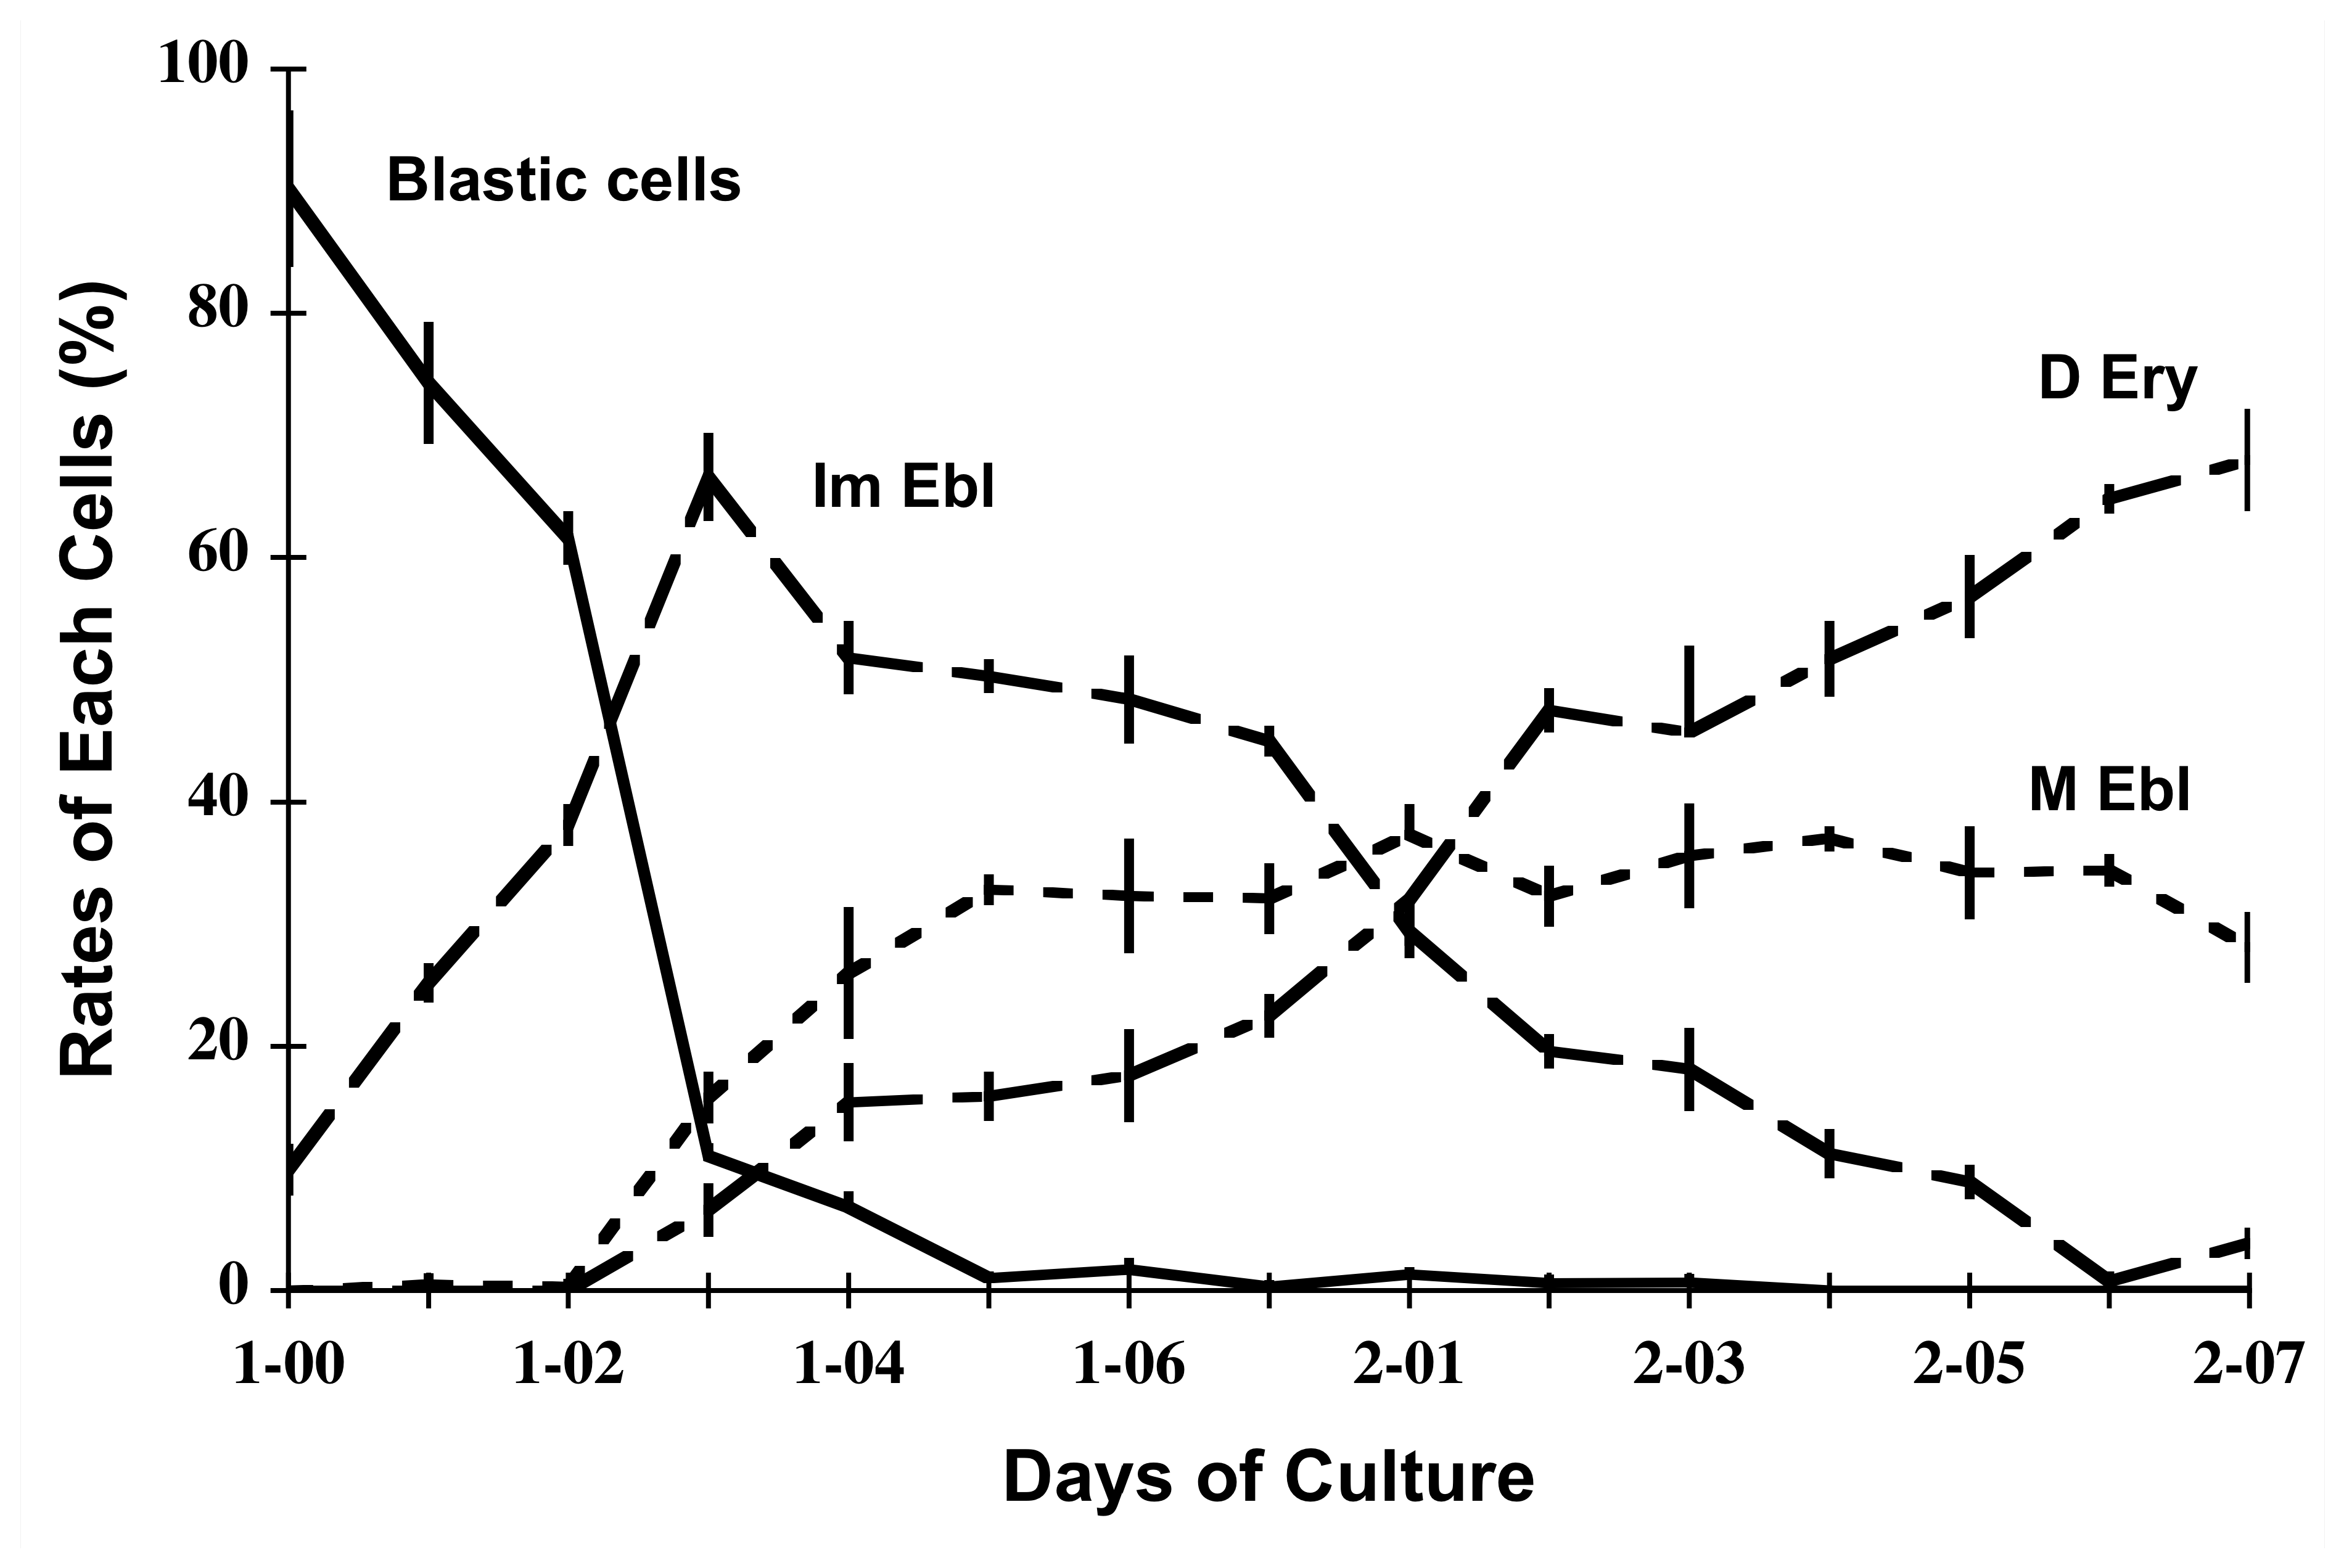 100
Blastic cells
80
D Ery
Im Ebl
60
M Ebl
40
20
0
Rates of Each Cells (%)
1-00 1-02 1-04 1-06 2-01 2-03 2-05 2-07
Days of Culture